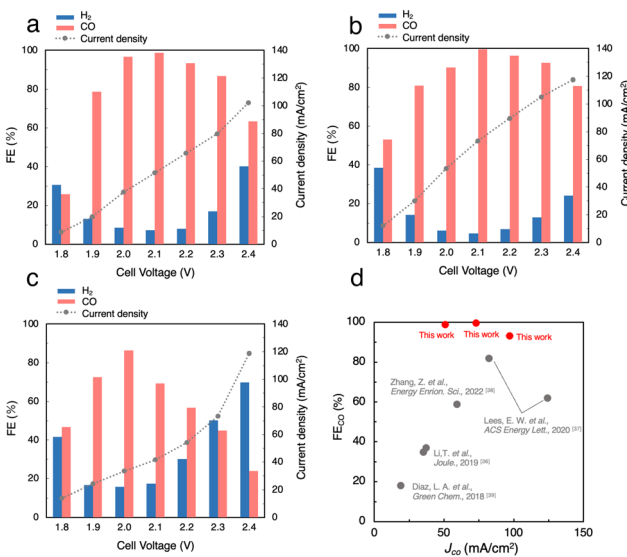 a
H₂
CO
Current density
100
80
60
40
20
0
FE (%)
140
120
100
80
60
40
20
0
Current density (mA/cm²)
1.8 1.9 2.0 2.1 2.2 2.3 2.4
Cell Voltage (V)
b
H₂
CO
Current density
100
80
60
40
20
0
FE (%)
140
120
100
80
60
40
20
0
Current density (mA/cm²)
1.8 1.9 2.0 2.1 2.2 2.3 2.4
Cell Voltage (V)
c
H₂
CO
Current density
100
80
60
40
20
0
FE (%)
140
120
100
80
60
40
20
0
Current density (mA/cm²)
1.8 1.9 2.0 2.1 2.2 2.3 2.4
Cell Voltage (V)
d
100
80
60
40
20
FE_CO (%)
This work This work This work
Zhang, Z. et al.,
Energy Enrion. Sci., 2022 [38]
Lees, E. W. et al.,
ACS Energy Lett., 2020 [37]
Li,T. et al.,
Joule., 2019 [36]
Diaz, L. A. et al.,
Green Chem., 2018 [39]
0 50 100 150
J_co (mA/cm²)